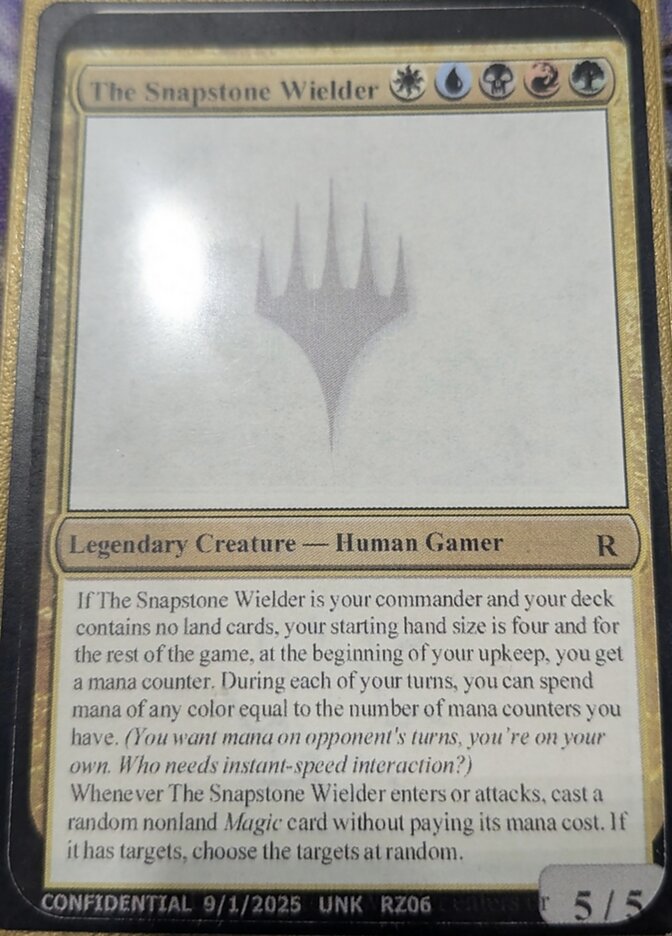 The Snapstone Wielder
Legendary Creature — Human Gamer R
If The Snapstone Wielder is your commander and your deck
contains no land cards, your starting hand size is four and for
the rest of the game, at the beginning of your upkeep, you get
a mana counter. During each of your turns, you can spend
mana of any color equal to the number of mana counters you
have. (You want mana on opponent's turns, you're on your
own. Who needs instant-speed interaction?)
Whenever The Snapstone Wielder enters or attacks, cast a
random nonland Magic card without paying its mana cost. If
it has targets, choose the targets at random.
CONFIDENTIAL 9/1/2025 UNK RZ06
5/5